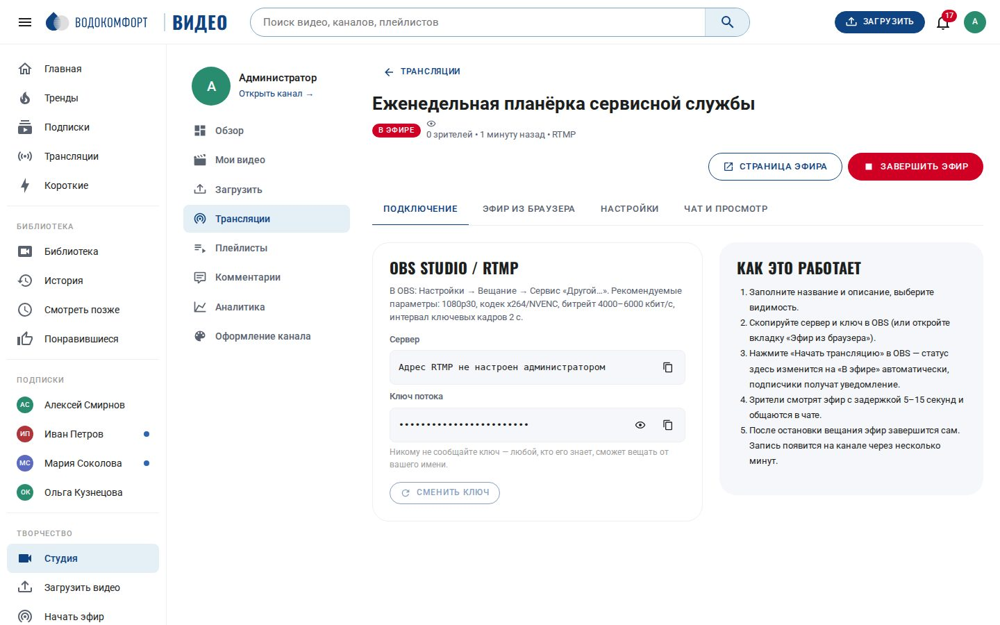 ВОДОКОМФОРТ
ВИДЕО
Поиск видео, каналов, плейлистов
ЗАГРУЗИТЬ
17
А
Главная
Тренды
Подписки
Трансляции
Короткие
БИБЛИОТЕКА
Библиотека
История
Смотреть позже
Понравившиеся
ПОДПИСКИ
АС Алексей Смирнов
ИП Иван Петров
МС Мария Соколова
ОК Ольга Кузнецова
ТВОРЧЕСТВО
Студия
Загрузить видео
Начать эфир
А
Администратор
Открыть канал →
Обзор
Мои видео
Загрузить
Трансляции
Плейлисты
Комментарии
Аналитика
Оформление канала
← ТРАНСЛЯЦИИ
Еженедельная планёрка сервисной службы
В ЭФИРЕ
0 зрителей • 1 минуту назад • RTMP
СТРАНИЦА ЭФИРА
ЗАВЕРШИТЬ ЭФИР
ПОДКЛЮЧЕНИЕ
ЭФИР ИЗ БРАУЗЕРА
НАСТРОЙКИ
ЧАТ И ПРОСМОТР
OBS STUDIO / RTMP
В OBS: Настройки → Вещание → Сервис «Другой…». Рекомендуемые
параметры: 1080p30, кодек x264/NVENC, битрейт 4000–6000 кбит/с,
интервал ключевых кадров 2 с.
Сервер
Адрес RTMP не настроен администратором
Ключ потока
••••••••••••••••••••••••
Никому не сообщайте ключ — любой, кто его знает, сможет вещать от
вашего имени.
СМЕНИТЬ КЛЮЧ
КАК ЭТО РАБОТАЕТ
1. Заполните название и описание, выберите
видимость.
2. Скопируйте сервер и ключ в OBS (или откройте
вкладку «Эфир из браузера»).
3. Нажмите «Начать трансляцию» в OBS — статус
здесь изменится на «В эфире» автоматически,
подписчики получат уведомление.
4. Зрители смотрят эфир с задержкой 5–15 секунд и
общаются в чате.
5. После остановки вещания эфир завершится сам.
Запись появится на канале через несколько
минут.